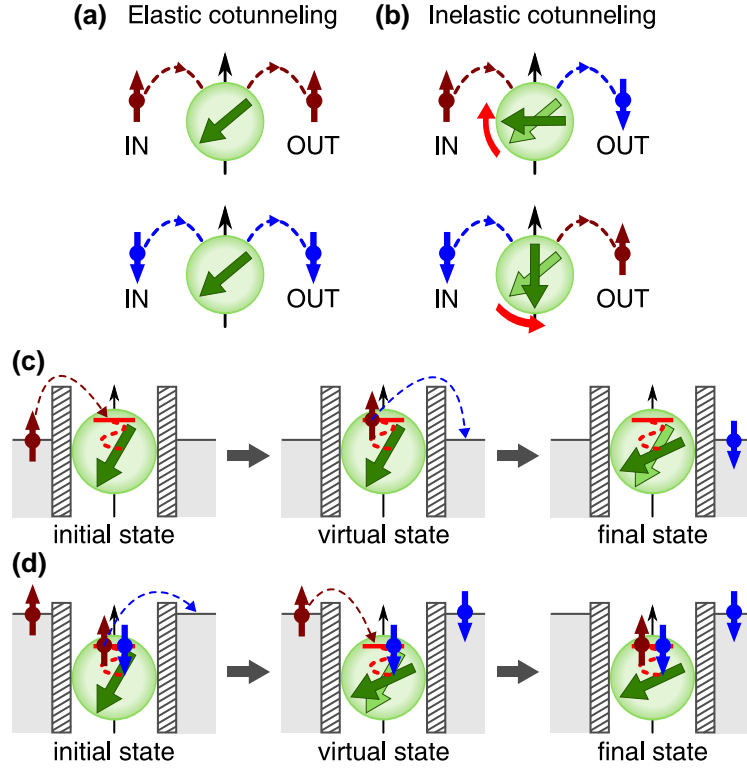 (a) Elastic cotunneling
(b) Inelastic cotunneling
IN OUT
IN OUT
IN OUT
IN OUT
(c)
initial state
virtual state
final state
(d)
initial state
virtual state
final state